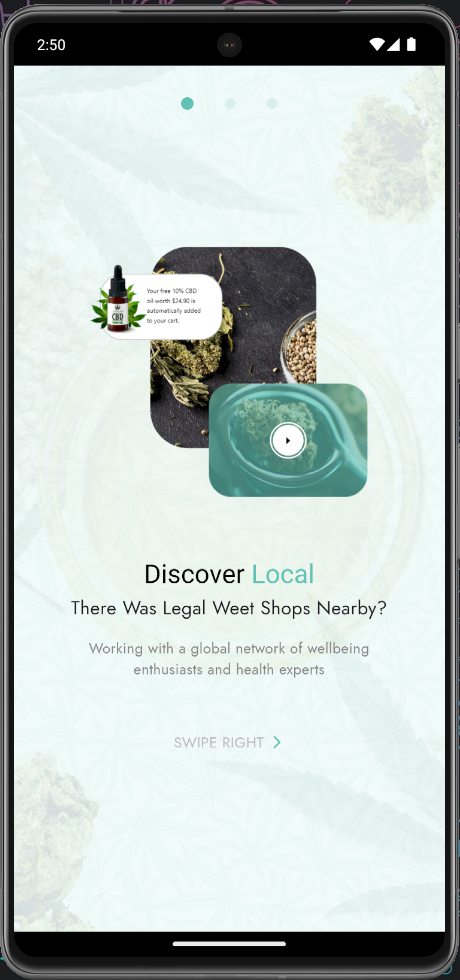 2:50
Your free 10% CBD
oil worth $24.90 is
automatically added
to your cart.
CBD
Discover Local
There Was Legal Weet Shops Nearby?
Working with a global network of wellbeing
enthusiasts and health experts
SWIPE RIGHT